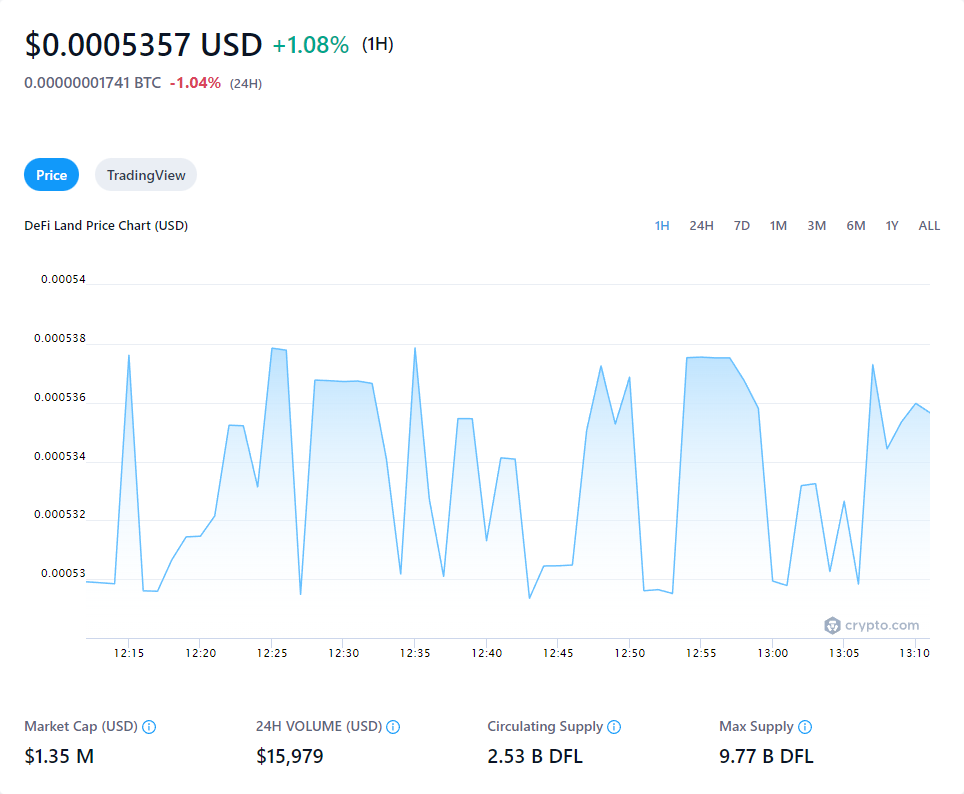 $0.0005357 USD +1.08% (1H)
0.00000001741 BTC -1.04% (24H)
Price TradingView
DeFi Land Price Chart (USD) 1H 24H 7D 1M 3M 6M 1Y ALL
0.00054
0.000538
0.000536
0.000534
0.000532
0.00053
crypto.com
12:15 12:20 12:25 12:30 12:35 12:40 12:45 12:50 12:55 13:00 13:05 13:10
Market Cap (USD) 24H VOLUME (USD) Circulating Supply Max Supply
$1.35 M $15,979 2.53 B DFL 9.77 B DFL